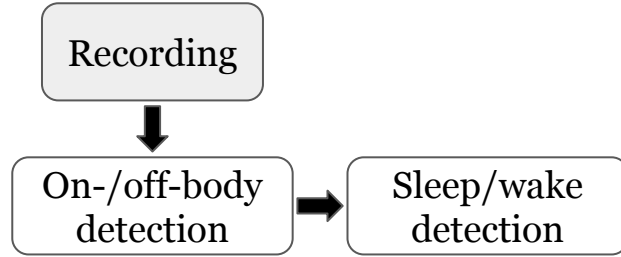 Recording
On-/off-body
detection
Sleep/wake
detection